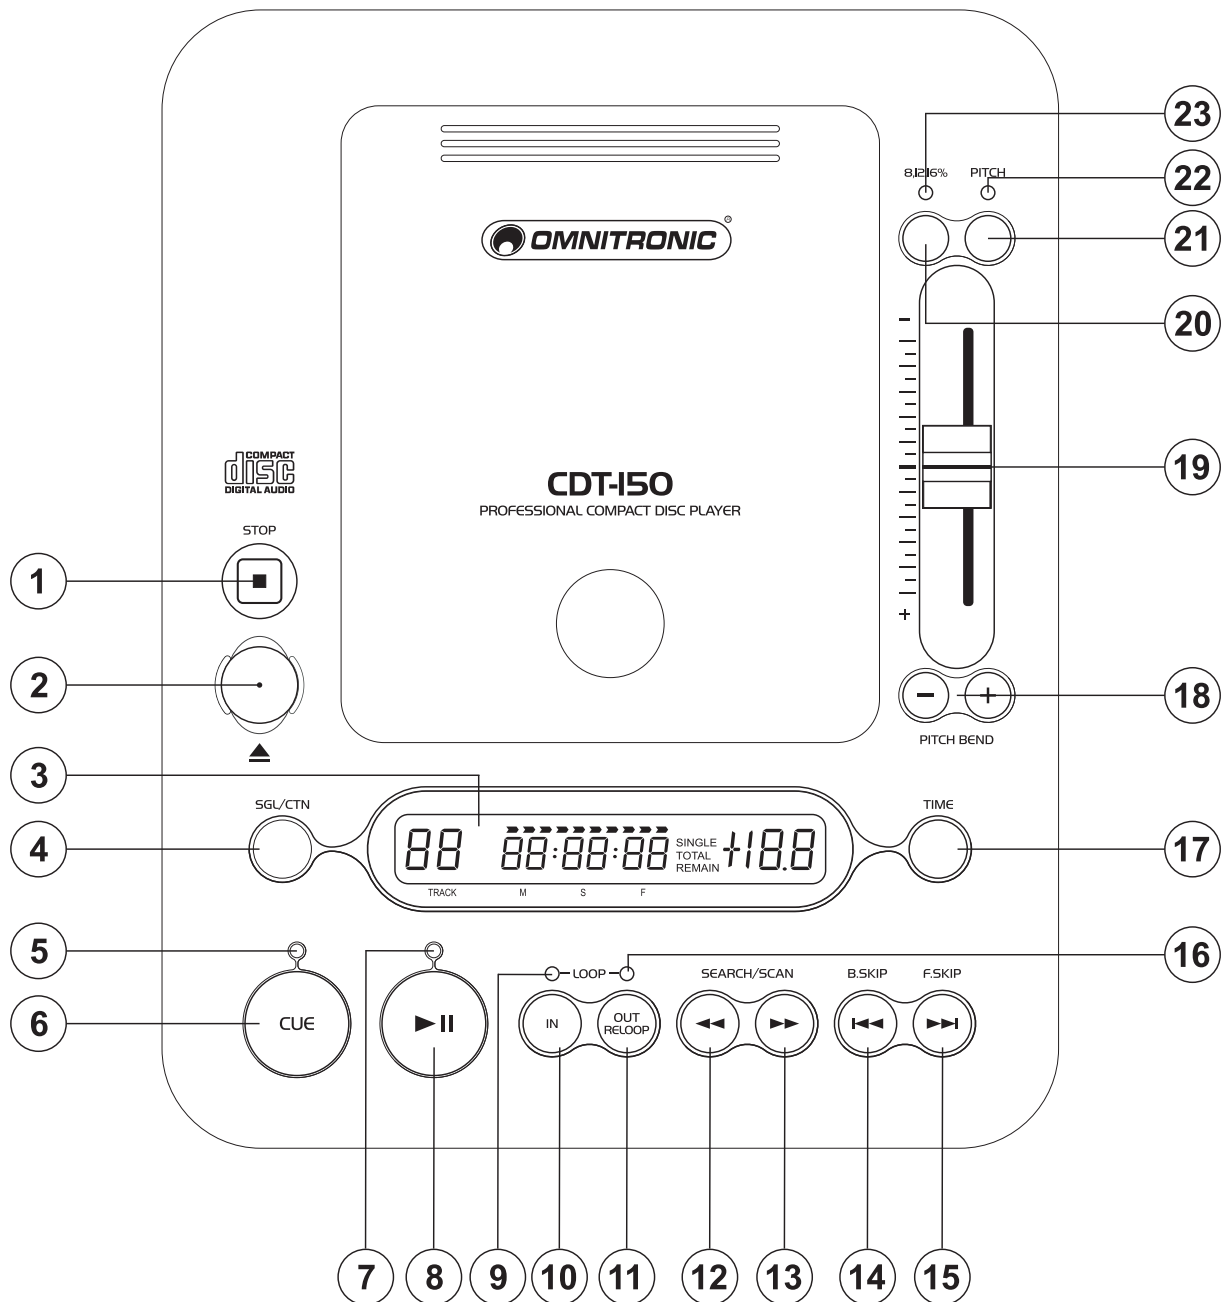 23
8,12,16% PITCH
22
OMNITRONIC
®
21
20
-
19
COMPACT
disc
DIGITAL AUDIO
CDT-150
PROFESSIONAL COMPACT DISC PLAYER
STOP
1
+
2
18
- +
PITCH BEND
3
SGL/CTN
TIME
4
88 88:88:88 SINGLE
TOTAL
REMAIN
+18.8
17
TRACK M S F
5
LOOP
SEARCH/SCAN
B.SKIP
F.SKIP
16
6
CUE
IN
OUT
RELOOP
7
8
9
10
11
12
13
14
15